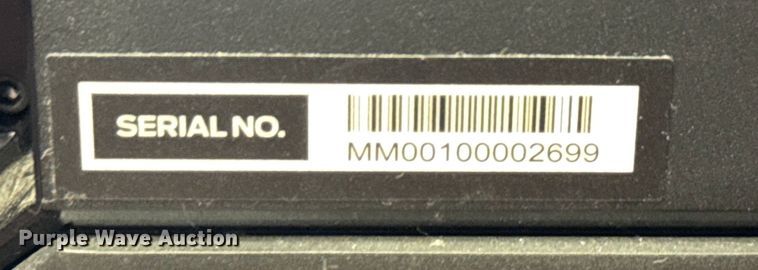 SERIAL NO.
MM00100002699
Purple Wave Auction